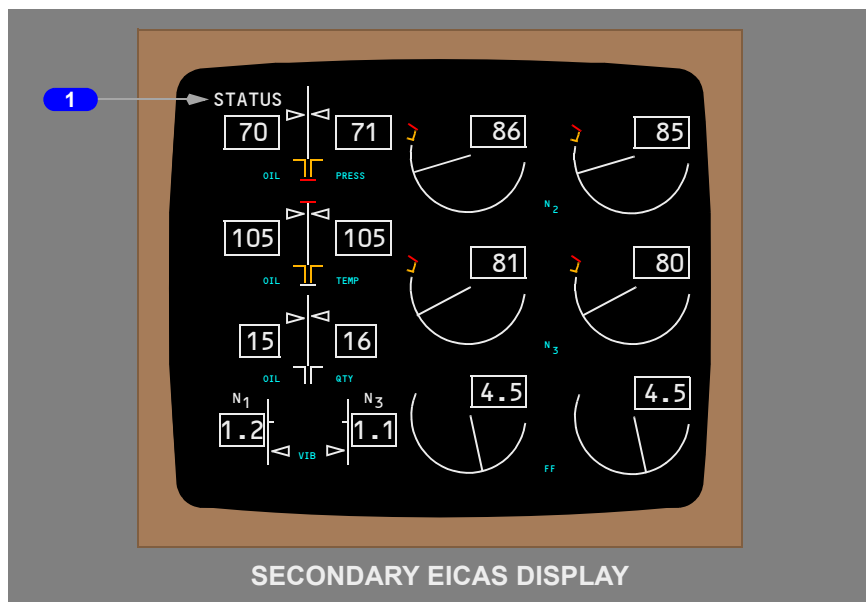 1
STATUS
70 71
OIL PRESS
86 85
N2
105 105
OIL TEMP
81 80
N3
15 16
OIL QTY
N1 N3
1.2 1.1
VIB
4.5 4.5
FF
SECONDARY EICAS DISPLAY